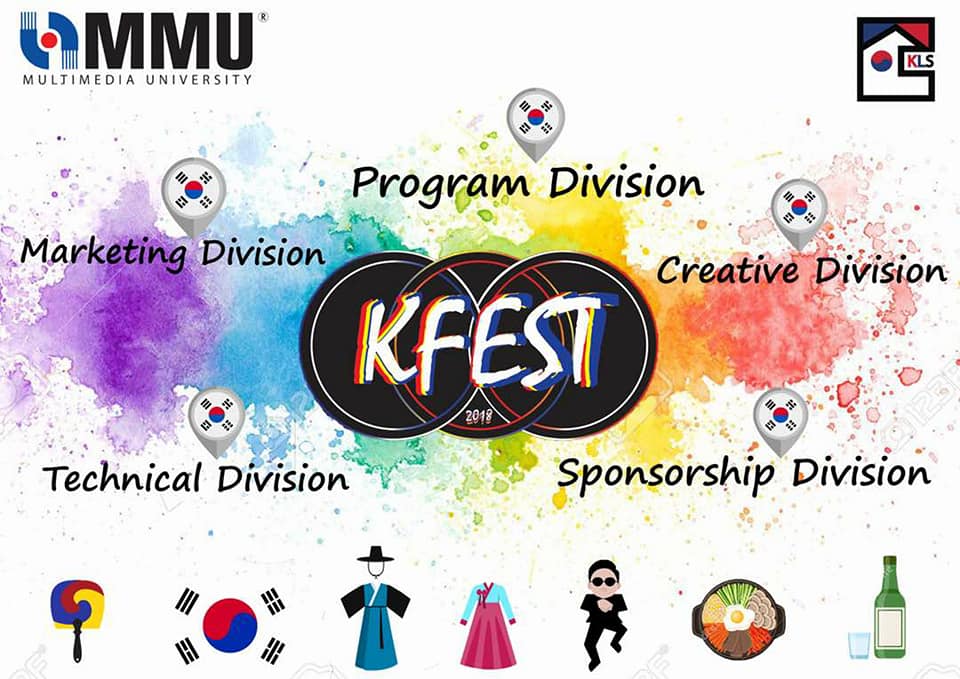 MMU®
MULTIMEDIA UNIVERSITY
KLS
Program Division
Marketing Division
Creative Division
KFEST
2018
Technical Division
Sponsorship Division